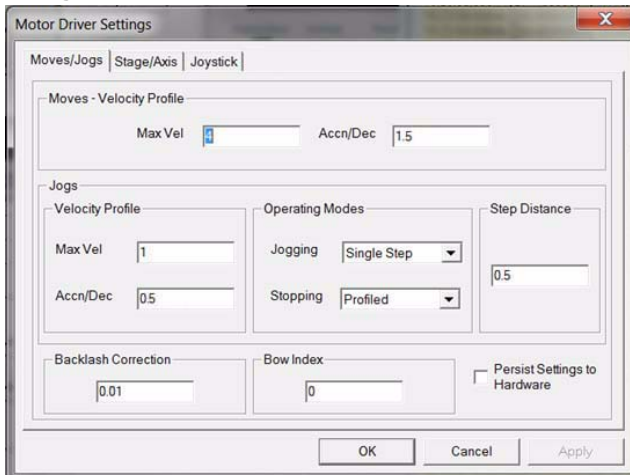 Motor Driver Settings
Moves/Jogs Stage/Axis Joystick
Moves - Velocity Profile
Max Vel 4 Accn/Dec 1.5
Jogs
Velocity Profile
Max Vel 1
Accn/Dec 0.5
Operating Modes
Jogging Single Step
Stopping Profiled
Step Distance
0.5
Backlash Correction
0.01
Bow Index
0
Persist Settings to
Hardware
OK Cancel Apply